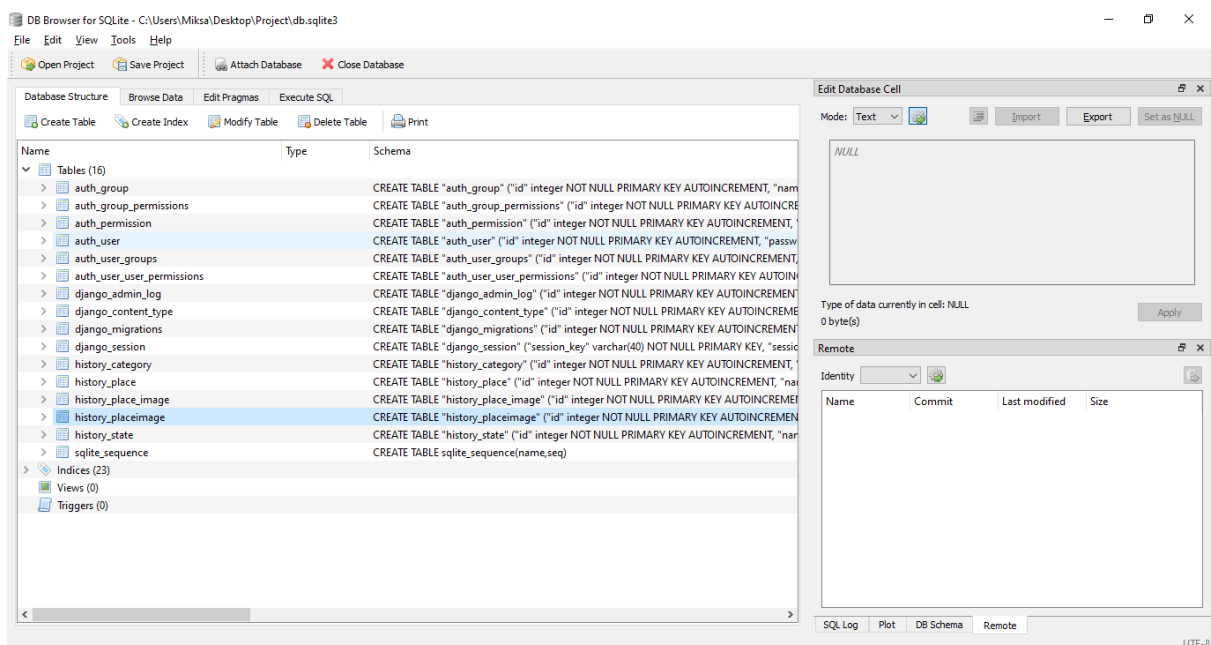 DB Browser for SQLite - C:\Users\Miksa\Desktop\Project\db.sqlite3
File Edit View Tools Help
Open Project Save Project Attach Database Close Database
Database Structure Browse Data Edit Pragmas Execute SQL
Create Table Create Index Modify Table Delete Table Print
Name Type Schema
Tables (16)
auth_group CREATE TABLE "auth_group" ("id" integer NOT NULL PRIMARY KEY AUTOINCREMENT, "nam
auth_group_permissions CREATE TABLE "auth_group_permissions" ("id" integer NOT NULL PRIMARY KEY AUTOINCRE
auth_permission CREATE TABLE "auth_permission" ("id" integer NOT NULL PRIMARY KEY AUTOINCREMENT, "
auth_user CREATE TABLE "auth_user" ("id" integer NOT NULL PRIMARY KEY AUTOINCREMENT, "passw
auth_user_groups CREATE TABLE "auth_user_groups" ("id" integer NOT NULL PRIMARY KEY AUTOINCREMENT,
auth_user_user_permissions CREATE TABLE "auth_user_user_permissions" ("id" integer NOT NULL PRIMARY KEY AUTOIN
django_admin_log CREATE TABLE "django_admin_log" ("id" integer NOT NULL PRIMARY KEY AUTOINCREMENT
django_content_type CREATE TABLE "django_content_type" ("id" integer NOT NULL PRIMARY KEY AUTOINCREME
django_migrations CREATE TABLE "django_migrations" ("id" integer NOT NULL PRIMARY KEY AUTOINCREMEN
django_session CREATE TABLE "django_session" ("session_key" varchar(40) NOT NULL PRIMARY KEY, "sessic
history_category CREATE TABLE "history_category" ("id" integer NOT NULL PRIMARY KEY AUTOINCREMENT, "
history_place CREATE TABLE "history_place" ("id" integer NOT NULL PRIMARY KEY AUTOINCREMENT, "nai
history_place_image CREATE TABLE "history_place_image" ("id" integer NOT NULL PRIMARY KEY AUTOINCREMEI
history_placeimage CREATE TABLE "history_placeimage" ("id" integer NOT NULL PRIMARY KEY AUTOINCREMEN
history_state CREATE TABLE "history_state" ("id" integer NOT NULL PRIMARY KEY AUTOINCREMENT, "nar
sqlite_sequence CREATE TABLE sqlite_sequence(name,seq)
Indices (23)
Views (0)
Triggers (0)
Edit Database Cell
Mode: Text Import Export Set as NULL
NULL
Type of data currently in cell: NULL
0 byte(s)
Apply
Remote
Identity
Name Commit Last modified Size
SQL Log Plot DB Schema Remote
UTF-8